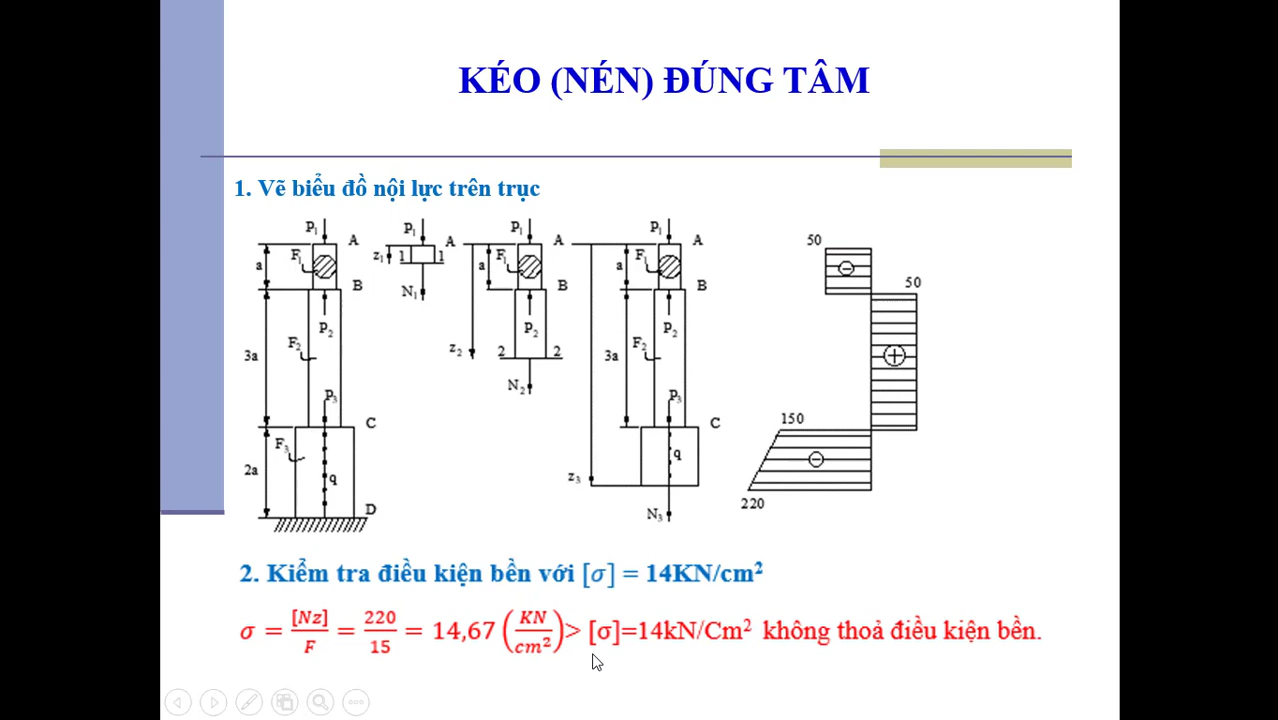 KÉO (NÉN) ĐÚNG TÂM
1. Vẽ biểu đồ nội lực trên trục
P₁ A F₁ a B P₂ F₂ 3a P₃ C F₃ 2a q D
P₁ A z₁ 1 1 N₁
P₁ A F₁ a B P₂ z₂ 2 2 N₂
P₁ A F₁ a B P₂ F₂ 3a P₃ C q z₃ N₃
50
50
150
220
2. Kiểm tra điều kiện bền với [σ] = 14KN/cm²
σ = [Nz]/F = 220/15 = 14,67 (KN/cm²)> [σ]=14kN/Cm² không thoả điều kiện bền.